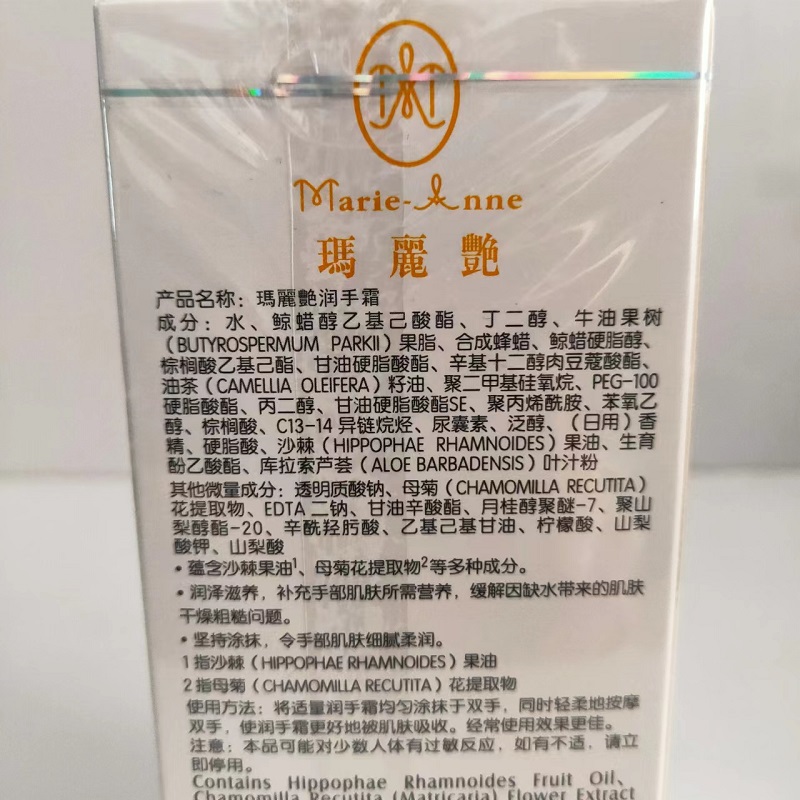 Marie-Anne
瑪麗艷
产品名称：瑪麗艷润手霜
成分：水、鲸蜡醇乙基己酸酯、丁二醇、牛油果树
（BUTYROSPERMUM PARKII）果脂、合成蜂蜡、鲸蜡硬脂醇、
棕榈酸乙基己酯、甘油硬脂酸酯、辛基十二醇肉豆蔻酸酯、
油茶（CAMELLIA OLEIFERA）籽油、聚二甲基硅氧烷、PEG-100
硬脂酸酯、丙二醇、甘油硬脂酸酯SE、聚丙烯酰胺、苯氧乙
醇、棕榈酸、C13-14 异链烷烃、尿囊素、泛醇、（日用）香
精、硬脂酸、沙棘（HIPPOPHAE RHAMNOIDES）果油、生育
酚乙酸酯、库拉索芦荟（ALOE BARBADENSIS）叶汁粉
其他微量成分：透明质酸钠、母菊（CHAMOMILLA RECUTITA）
花提取物、EDTA 二钠、甘油辛酸酯、月桂醇聚醚-7、聚山
梨醇酯-20、辛酰羟肟酸、乙基己基甘油、柠檬酸、山梨
酸钾、山梨酸
•蕴含沙棘果油1、母菊花提取物2等多种成分。
•润泽滋养，补充手部肌肤所需营养，缓解因缺水带来的肌肤
干燥粗糙问题。
•坚持涂抹，令手部肌肤细腻柔润。
1 指沙棘（HIPPOPHAE RHAMNOIDES）果油
2 指母菊（CHAMOMILLA RECUTITA）花提取物
使用方法：将适量润手霜均匀涂抹于双手，同时轻柔地按摩
双手，使润手霜更好地被肌肤吸收。经常使用效果更佳。
注意：本品可能对少数人体有过敏反应，如有不适，请立
即停用。
Contains Hippophae Rhamnoides Fruit Oil、
Chamomilla Recutita (Matricaria) Flower Extract